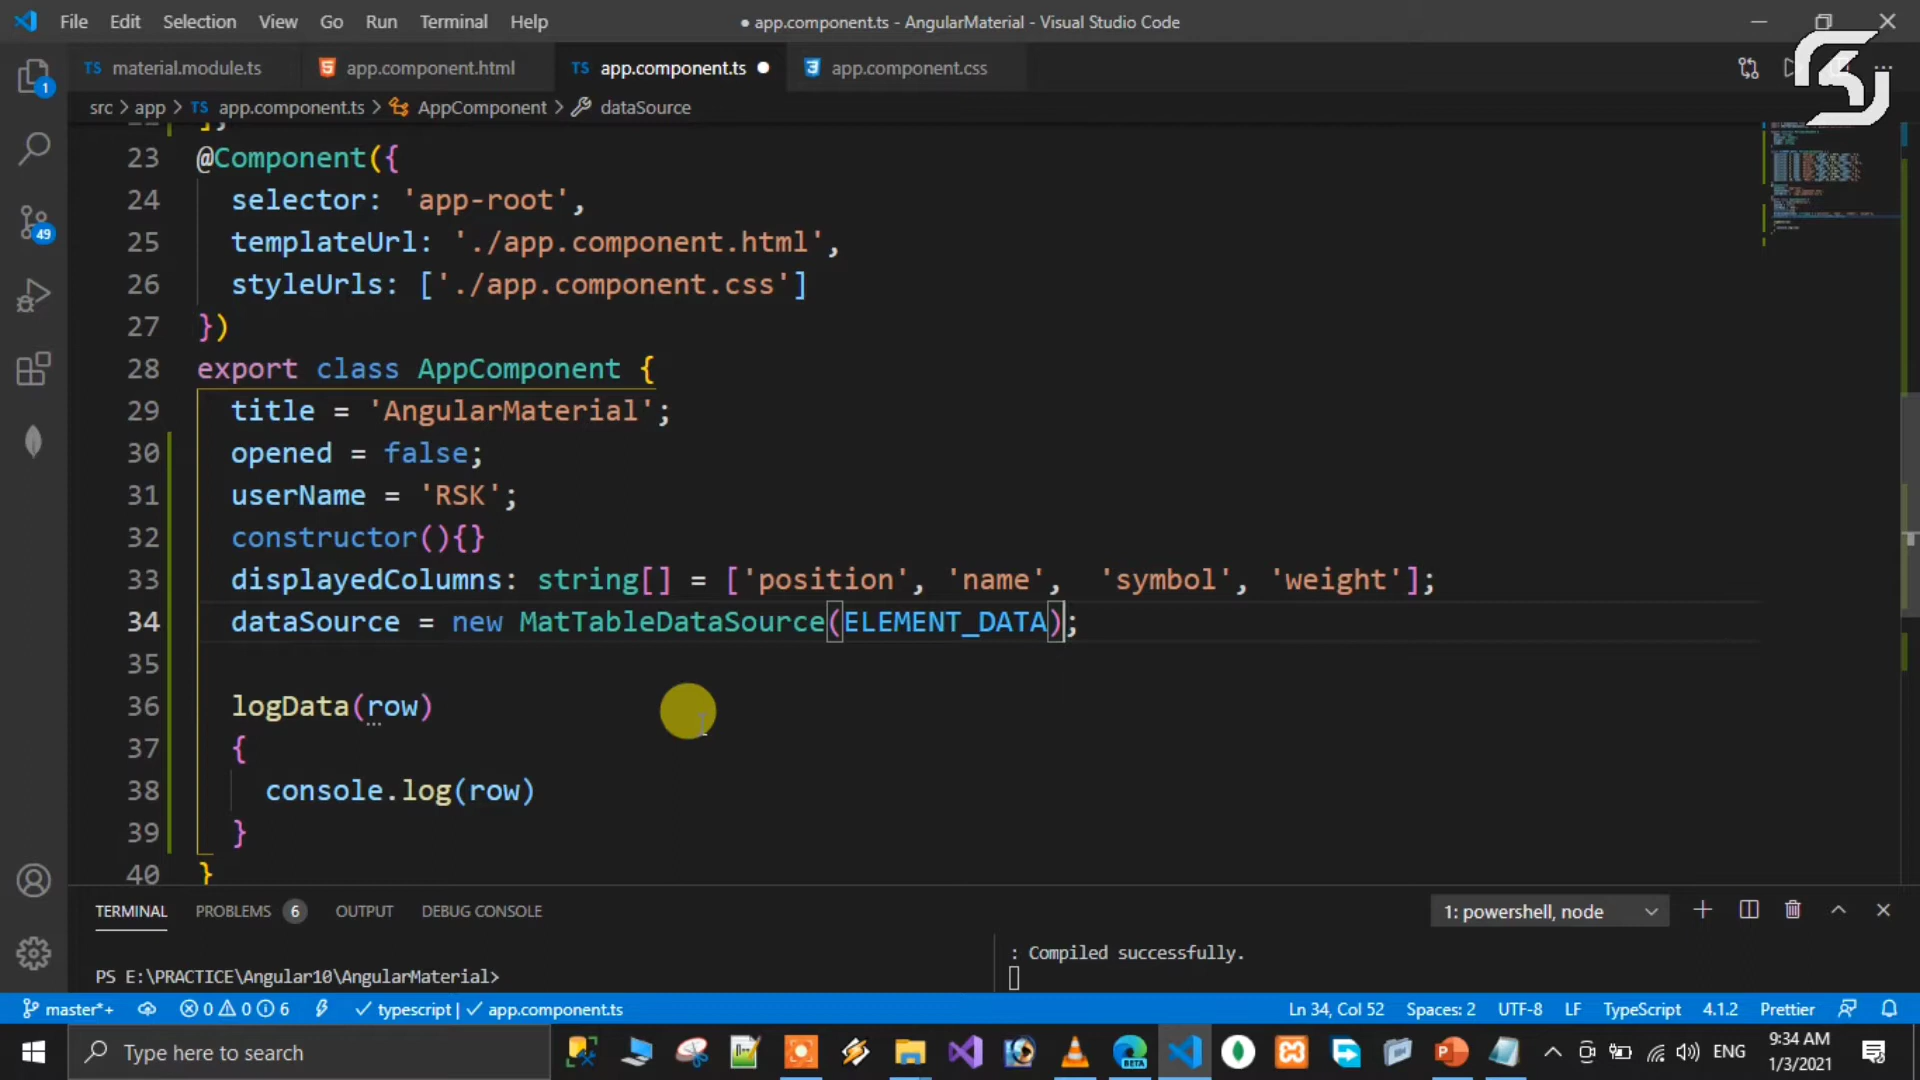 File Edit Selection View Go Run Terminal Help
● app.component.ts - AngularMaterial - Visual Studio Code
TS material.module.ts
app.component.html
TS app.component.ts ●
app.component.css
src > app > TS app.component.ts > AppComponent > dataSource
1
49
23 @Component({
24 selector: 'app-root',
25 templateUrl: './app.component.html',
26 styleUrls: ['./app.component.css']
27 })
28 export class AppComponent {
29 title = 'AngularMaterial';
30 opened = false;
31 userName = 'RSK';
32 constructor(){}
33 displayedColumns: string[] = ['position', 'name', 'symbol', 'weight'];
34 dataSource = new MatTableDataSource(ELEMENT_DATA);
35
36 logData(row)
37 {
38 console.log(row)
39 }
40 }
TERMINAL PROBLEMS 6 OUTPUT DEBUG CONSOLE
1: powershell, node
PS E:\PRACTICE\Angular10\AngularMaterial>
: Compiled successfully.
master*+ 0 0 6 typescript | app.component.ts
Ln 34, Col 52 Spaces: 2 UTF-8 LF TypeScript 4.1.2 Prettier
Type here to search
BETA
ENG
9:34 AM
1/3/2021